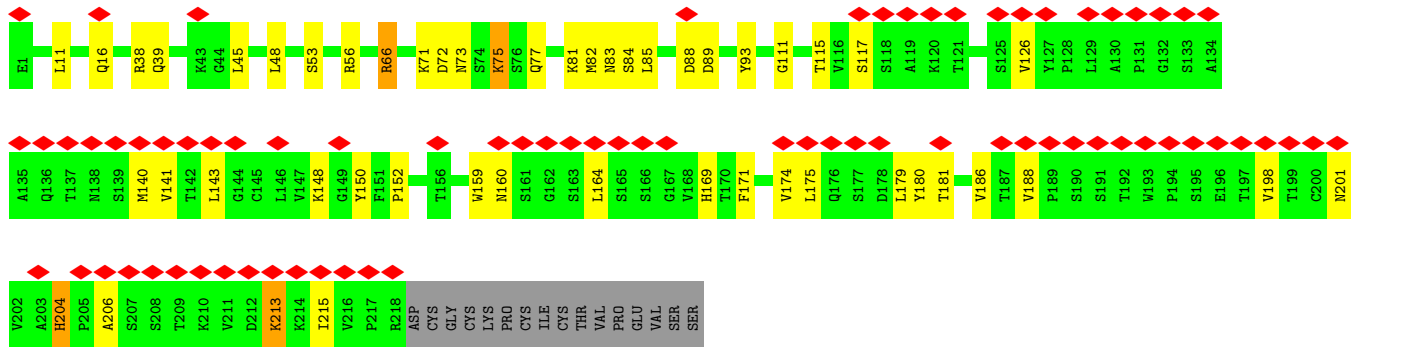 E1 L11 Q16 R38 Q39 K43 G44 L45 L48 S53 R56 R66 K71 D72 N73 S74 K75 S76 Q77 K81 M82 N83 S84 L85 D88 D89 Y93 G111 T115 V116 S117 S118 A119 K120 T121 S125 V126 Y127 P128 L129 A130 P131 G132 S133 A134
A135 Q136 T137 N138 S139 M140 V141 T142 L143 G144 C145 L146 V147 K148 G149 Y150 F151 P152 T156 W159 N160 S161 G162 S163 L164 S165 S166 G167 V168 H169 T170 F171 V174 L175 Q176 S177 D178 L179 Y180 T181 V186 T187 V188 P189 S190 S191 T192 W193 P194 S195 E196 T197 V198 T199 C200 N201
V202 A203 H204 P205 A206 S207 S208 T209 K210 V211 D212 K213 K214 I215 V216 P217 R218 ASP CYS GLY CYS LYS PRO CYS ILE CYS THR VAL PRO GLU VAL SER SER